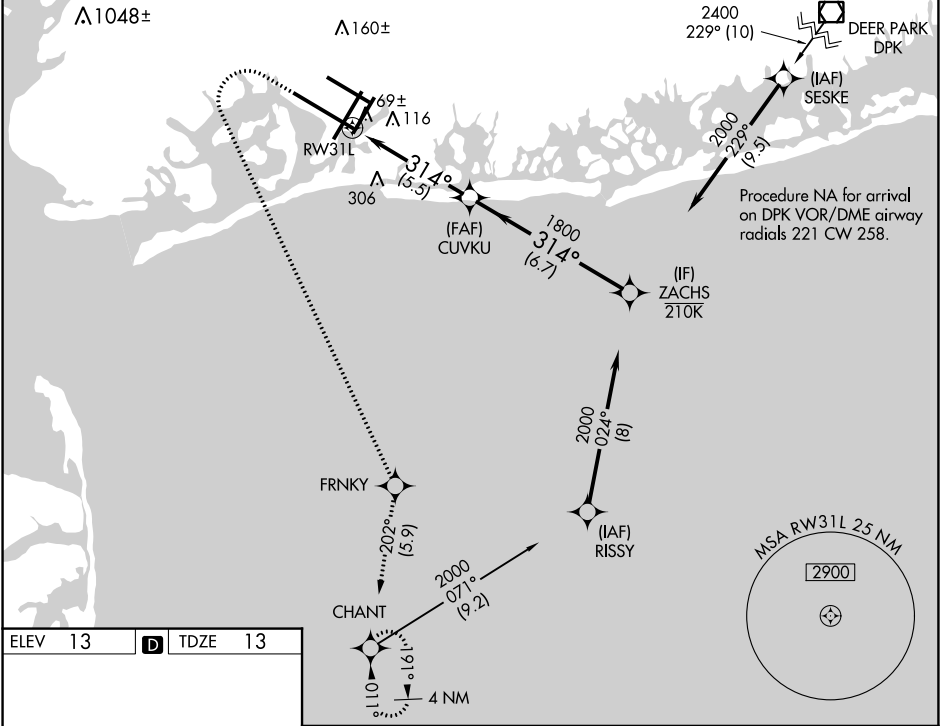 1048±
160±
2400
229° (10)
DEER PARK
DPK
(IAF)
SESKE
69±
116
RW31L
2000
229°
(9.5)
314°
(5.5)
306
Procedure NA for arrival
on DPK VOR/DME airway
radials 221 CW 258.
(FAF)
CUVKU
1800
314°
(6.7)
(IF)
ZACHS
210K
2000
024°
(8)
FRNKY
202°
(5.9)
(IAF)
RISSY
MSA RW31L 25 NM
2900
2000
071°
(9.2)
CHANT
191°
011°
4 NM
ELEV 13 D TDZE 13